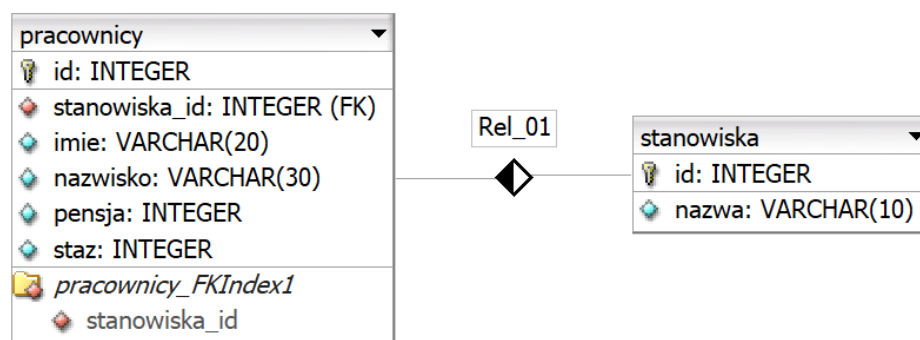 pracownicy
id: INTEGER
stanowiska_id: INTEGER (FK)
imie: VARCHAR(20)
nazwisko: VARCHAR(30)
pensja: INTEGER
staz: INTEGER
pracownicy_FKIndex1
stanowiska_id
Rel_01
stanowiska
id: INTEGER
nazwa: VARCHAR(10)